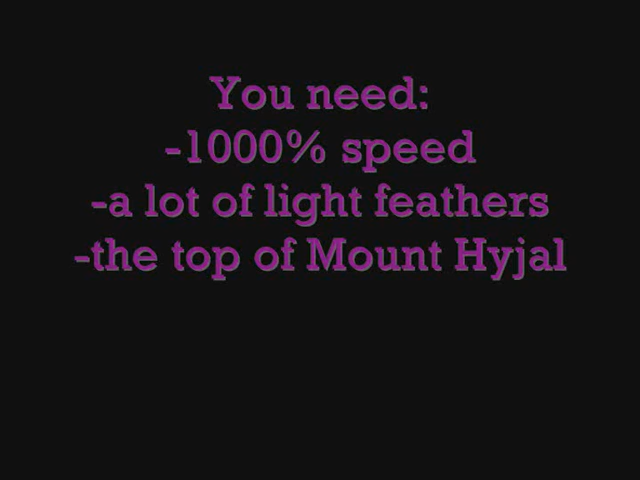 You need:
-1000% speed
-a lot of light feathers
-the top of Mount Hyjal